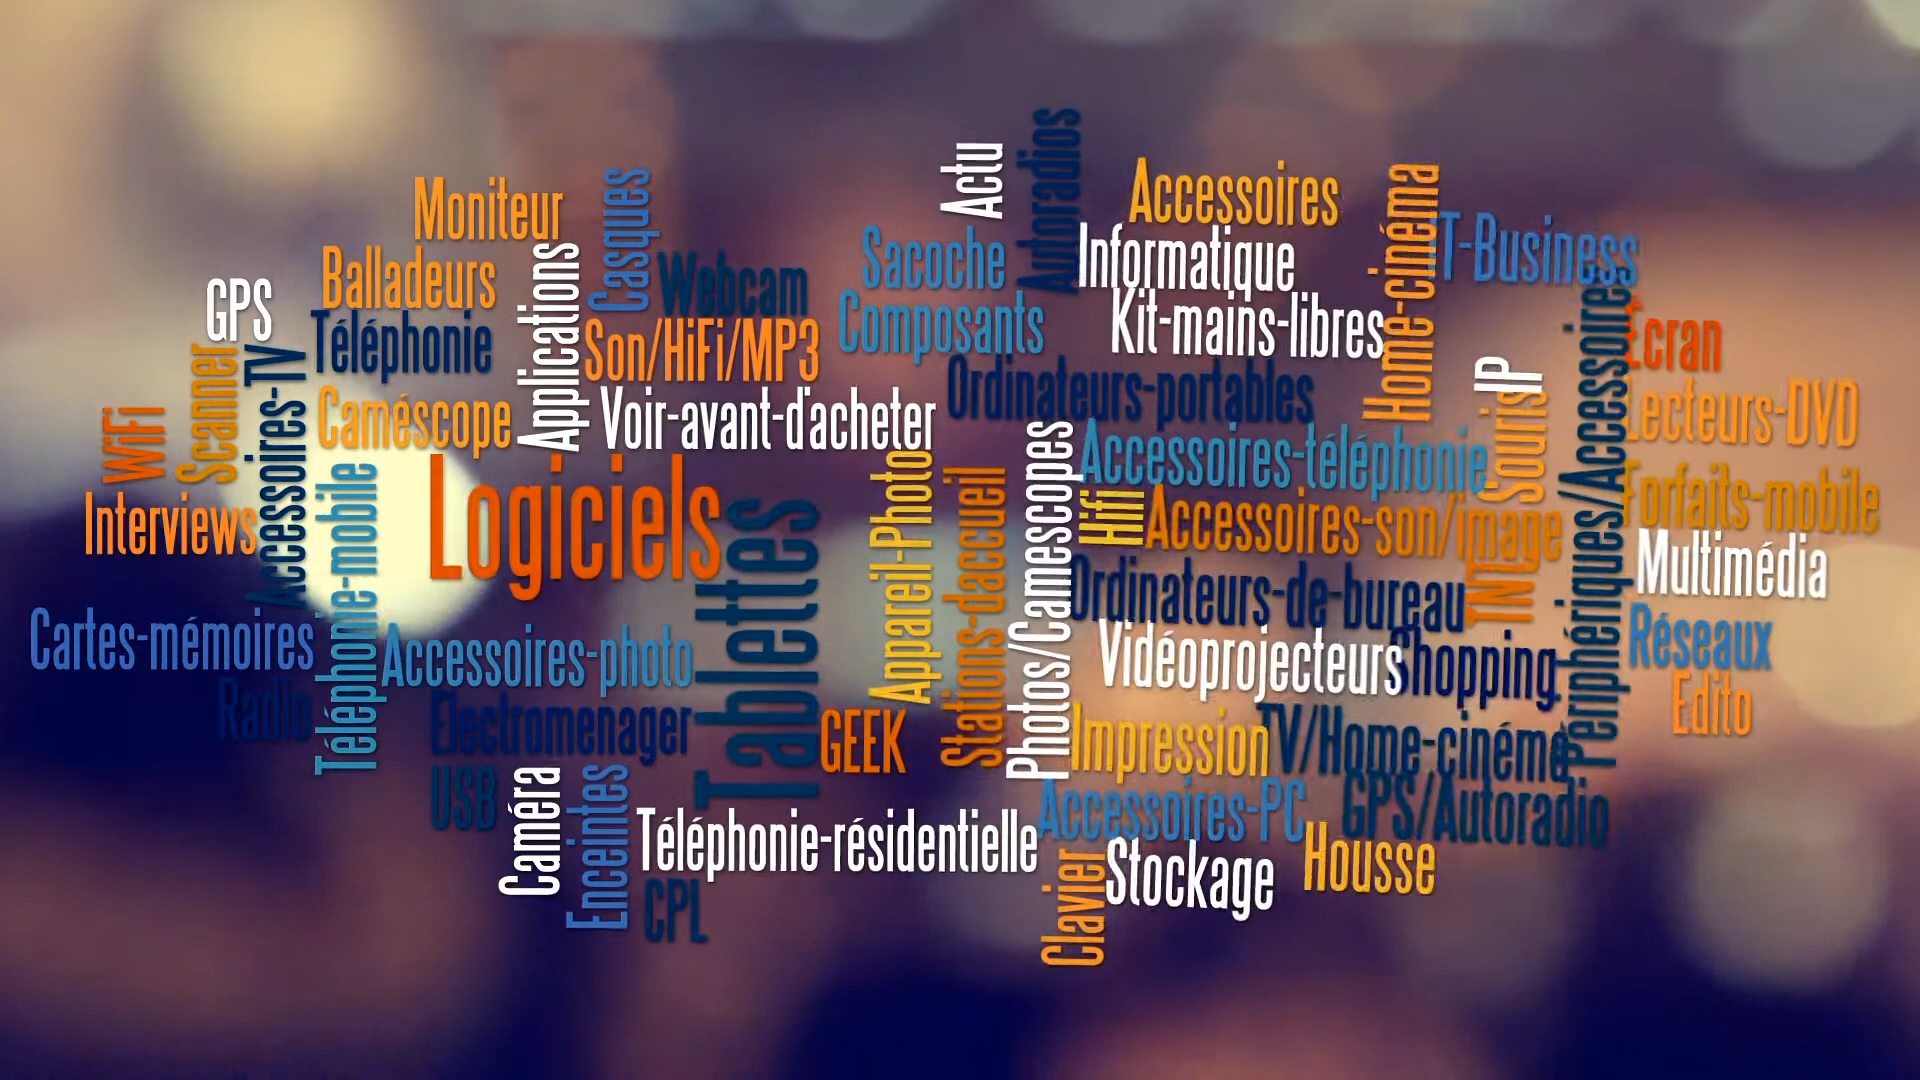 Actu
Autoradios
Accessoires
Moniteur
Casques
Home-cinéma
IT-Business
Sacoche
Informatique
Balladeurs
Applications
Webcam
GPS
Composants
Kit-mains-libres
Téléphonie
Son/HiFi/MP3
Écran
Scanner
Accessoires-TV
Ordinateurs-portables
IP
Souris
Périphériques/Accessoires
WiFi
Caméscope
Voir-avant-d'acheter
Lecteurs-DVD
Accessoires-téléphonie
Logiciels
Tablettes
Appareil-Photo
Stations-daccueil
Photos/Camescopes
Hifi
Accessoires-son/image
Forfaits-mobile
Interviews
Téléphonie-mobile
Ordinateurs-de-bureau
TNT
Multimédia
Cartes-mémoires
Accessoires-photo
Vidéoprojecteurs
Shopping
Réseaux
Radio
Electromenager
GEEK
Impression
TV/Home-cinéma
Edito
USB
Caméra
Enceintes
Téléphonie-résidentielle
Accessoires-PC
GPS/Autoradio
CPL
Clavier
Stockage
Housse